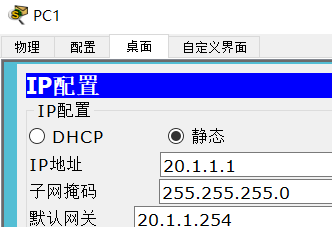 PC1
物理 配置 桌面 自定义界面
IP配置
IP配置
DHCP 静态
IP地址 20.1.1.1
子网掩码 255.255.255.0
默认网关 20.1.1.254